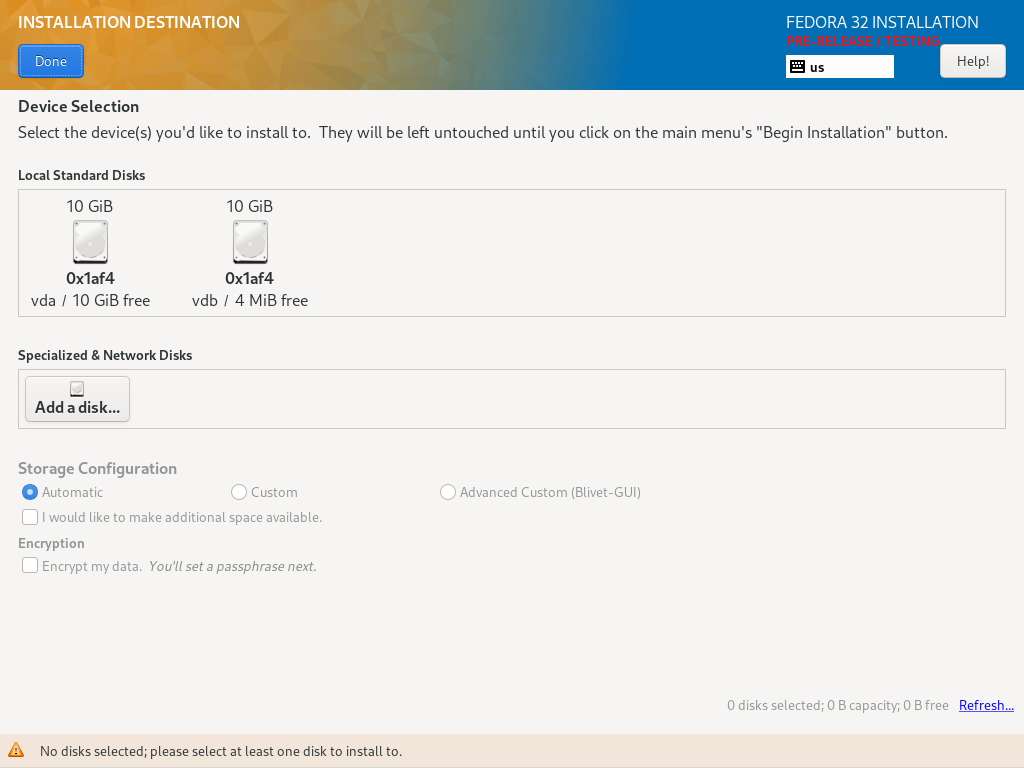 INSTALLATION DESTINATION
FEDORA 32 INSTALLATION
PRE-RELEASE / TESTING
Done
us
Help!
Device Selection
Select the device(s) you'd like to install to.  They will be left untouched until you click on the main menu's "Begin Installation" button.
Local Standard Disks
10 GiB
0x1af4
vda / 10 GiB free
10 GiB
0x1af4
vdb / 4 MiB free
Specialized & Network Disks
Add a disk...
Storage Configuration
Automatic
Custom
Advanced Custom (Blivet-GUI)
I would like to make additional space available.
Encryption
Encrypt my data.  You'll set a passphrase next.
0 disks selected; 0 B capacity; 0 B free
Refresh...
No disks selected; please select at least one disk to install to.